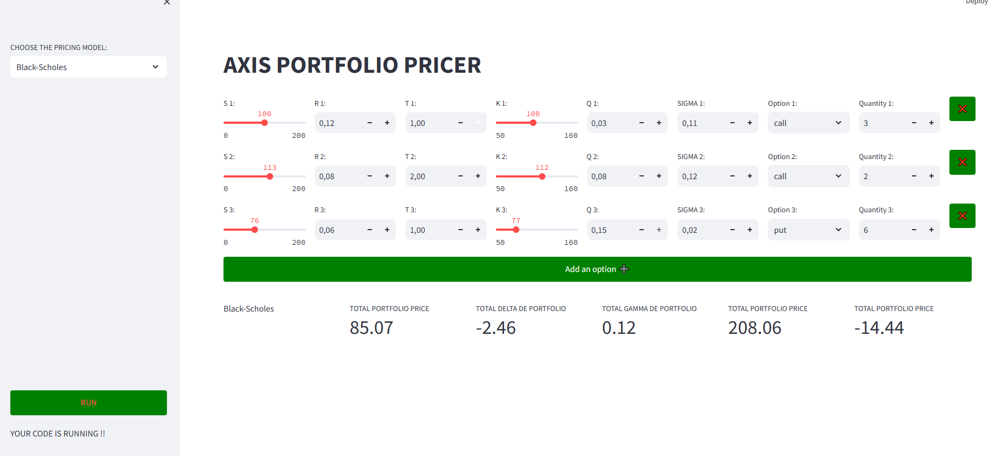 Deploy
CHOOSE THE PRICING MODEL:
Black-Scholes
AXIS PORTFOLIO PRICER
S 1: R 1: T 1: K 1: Q 1: SIGMA 1: Option 1: Quantity 1:
100 100
0,12 1,00 0,03 0,11 call 3
0 200 50 160
S 2: R 2: T 2: K 2: Q 2: SIGMA 2: Option 2: Quantity 2:
113 112
0,08 2,00 0,08 0,12 call 2
0 200 50 160
S 3: R 3: T 3: K 3: Q 3: SIGMA 3: Option 3: Quantity 3:
76 77
0,06 1,00 0,15 0,02 put 6
0 200 50 160
Add an option
Black-Scholes TOTAL PORTFOLIO PRICE TOTAL DELTA DE PORTFOLIO TOTAL GAMMA DE PORTFOLIO TOTAL PORTFOLIO PRICE TOTAL PORTFOLIO PRICE
85.07 -2.46 0.12 208.06 -14.44
RUN
YOUR CODE IS RUNNING !!